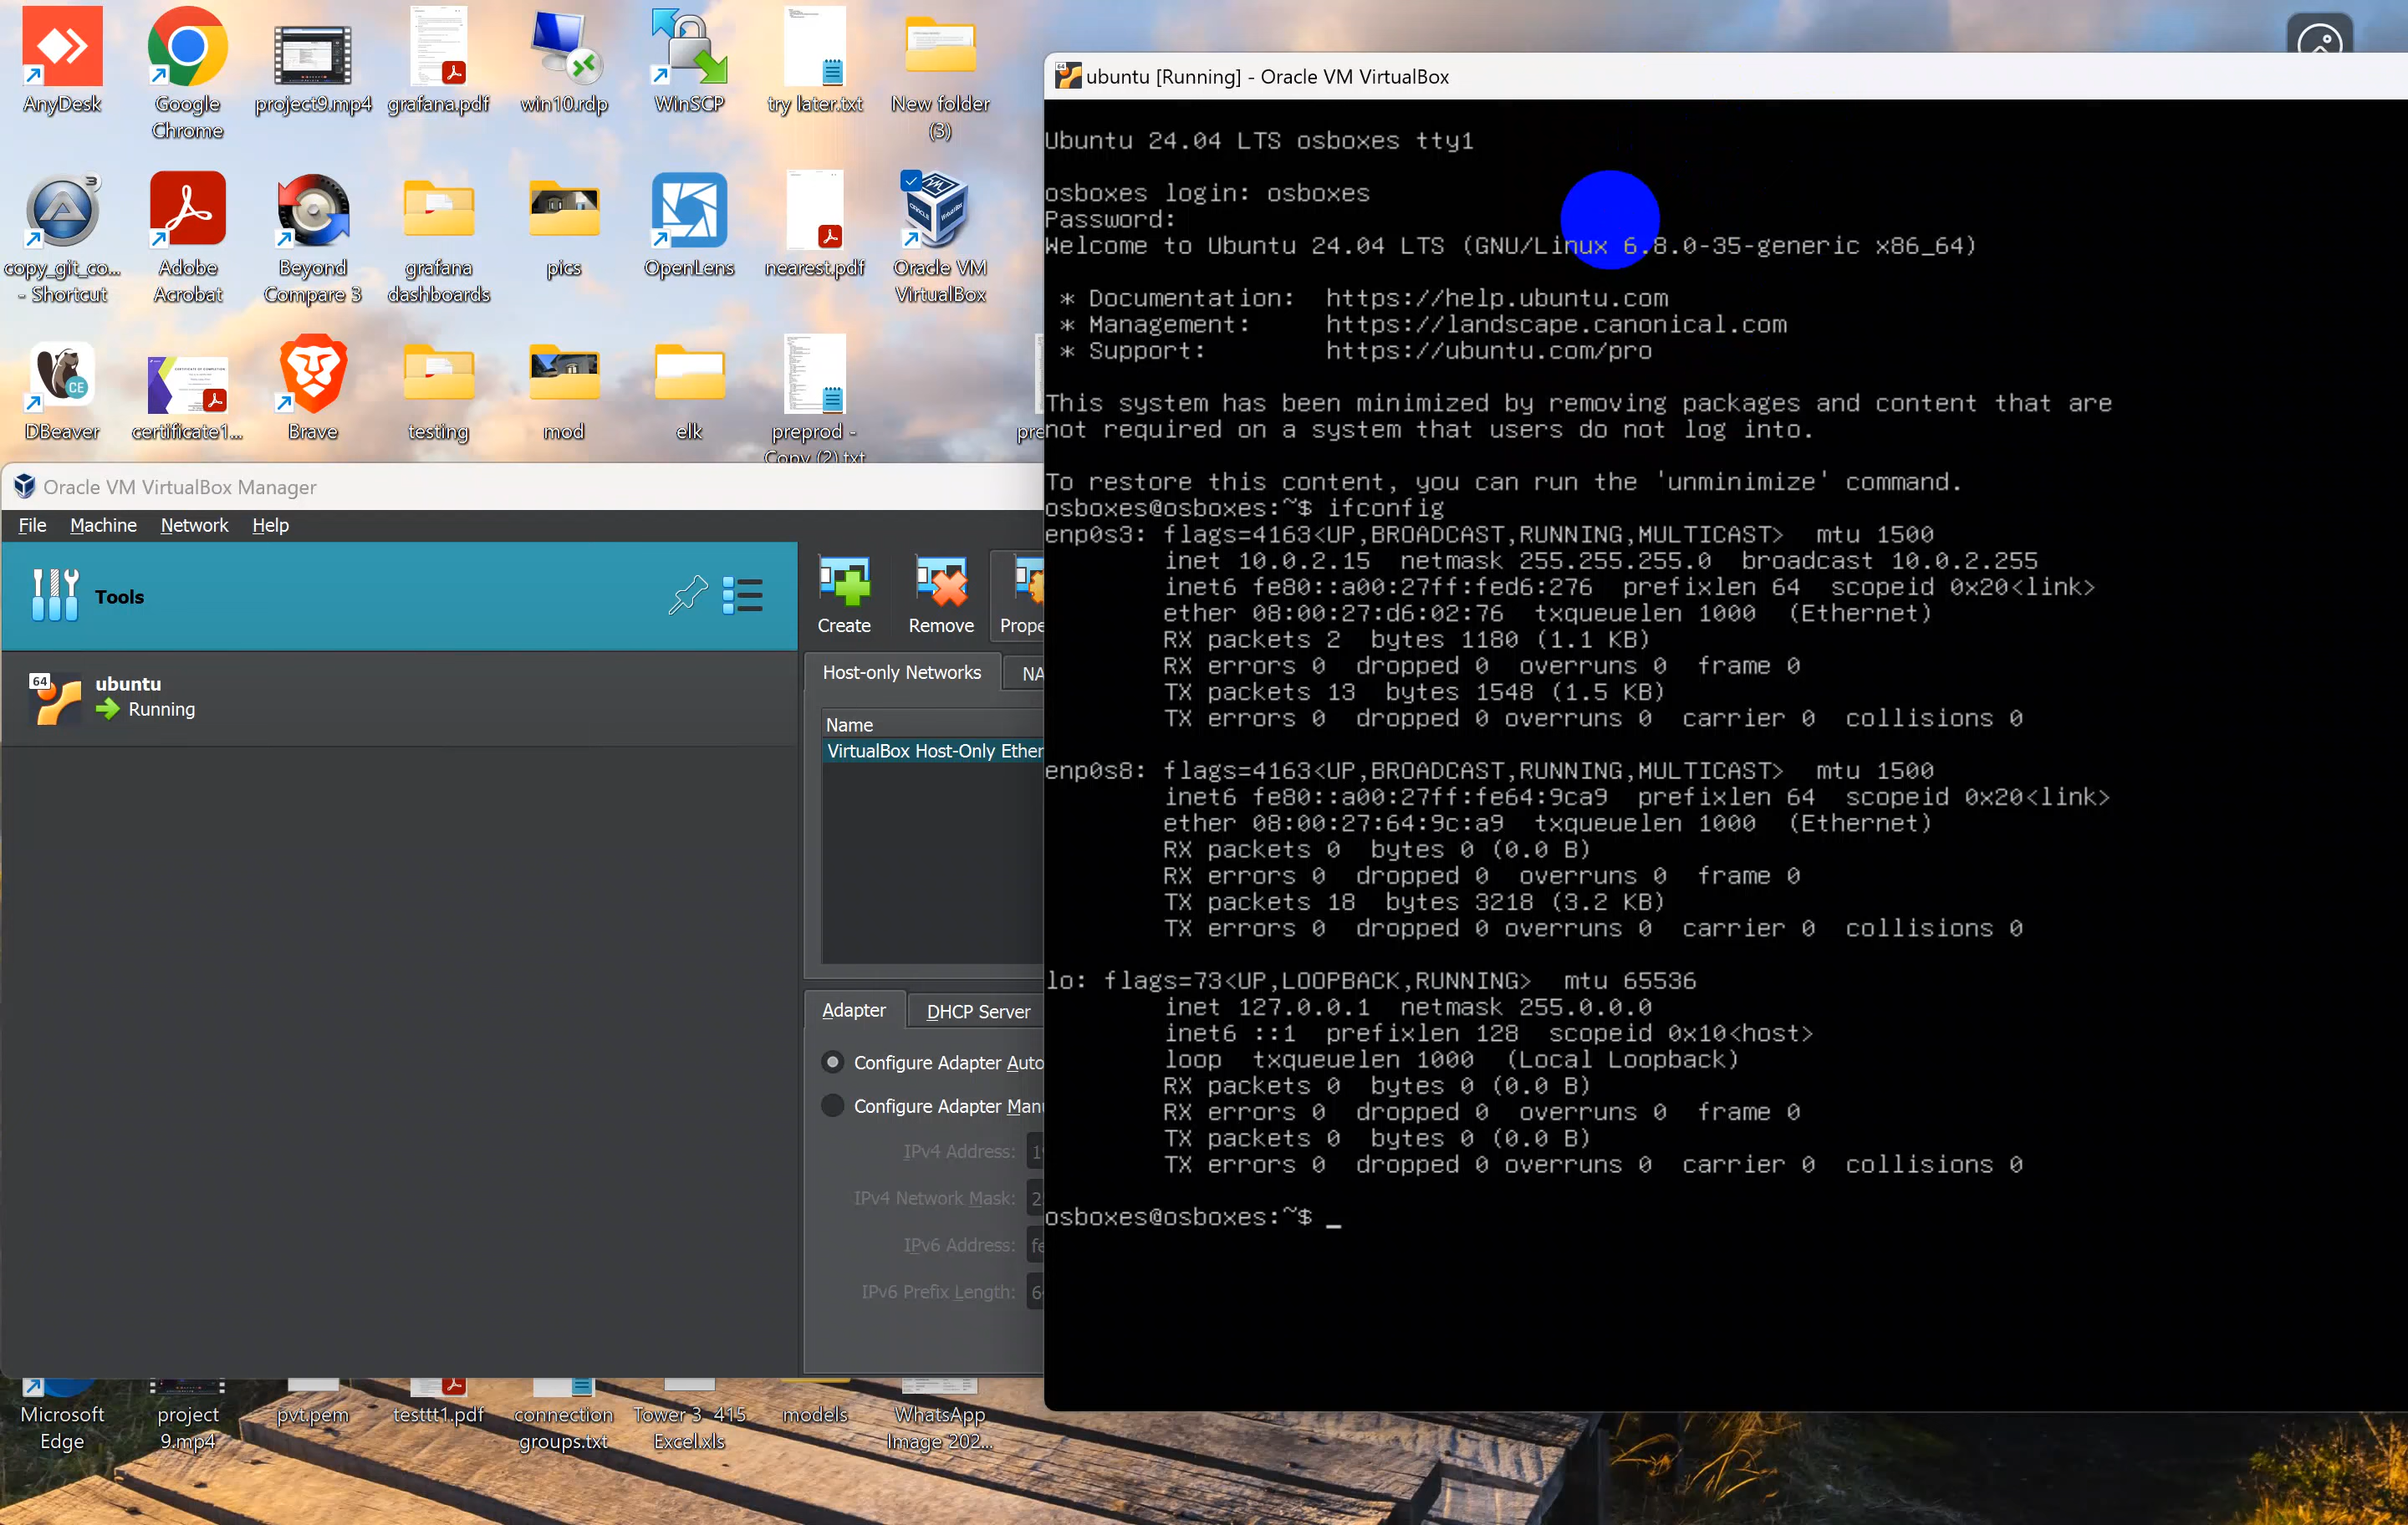 AnyDesk
Google
Chrome
project9.mp4
grafana.pdf
win10.rdp
WinSCP
try later.txt
New folder
(3)
copy_git_co...
- Shortcut
Adobe
Acrobat
Beyond
Compare 3
grafana
dashboards
pics
OpenLens
nearest.pdf
Oracle VM
VirtualBox
DBeaver
certificate1...
Brave
testing
mod
elk
preprod -
Copy (2).txt
pre
Oracle VM VirtualBox Manager
File Machine Network Help
Tools
64
ubuntu
Running
Create
Remove
Prope
Host-only Networks
NA
Name
VirtualBox Host-Only Ether
Adapter
DHCP Server
Configure Adapter Auto
Configure Adapter Manu
IPv4 Address:
IPv4 Network Mask: 2
IPv6 Address: fe
IPv6 Prefix Length: 6
Microsoft
Edge
project
9.mp4
pvt.pem
testtt1.pdf
connection
groups.txt
Tower 3_415
Excel.xls
models
WhatsApp
Image 202...
ubuntu [Running] - Oracle VM VirtualBox
Ubuntu 24.04 LTS osboxes tty1
osboxes login: osboxes
Password:
Welcome to Ubuntu 24.04 LTS (GNU/Linux 6.8.0-35-generic x86_64)
* Documentation:  https://help.ubuntu.com
* Management:     https://landscape.canonical.com
* Support:        https://ubuntu.com/pro
This system has been minimized by removing packages and content that are
not required on a system that users do not log into.
To restore this content, you can run the 'unminimize' command.
osboxes@osboxes:~$ ifconfig
enp0s3: flags=4163<UP,BROADCAST,RUNNING,MULTICAST>  mtu 1500
inet 10.0.2.15  netmask 255.255.255.0  broadcast 10.0.2.255
inet6 fe80::a00:27ff:fed6:276  prefixlen 64  scopeid 0x20<link>
ether 08:00:27:d6:02:76  txqueuelen 1000  (Ethernet)
RX packets 2  bytes 1180 (1.1 KB)
RX errors 0  dropped 0  overruns 0  frame 0
TX packets 13  bytes 1548 (1.5 KB)
TX errors 0  dropped 0 overruns 0  carrier 0  collisions 0
enp0s8: flags=4163<UP,BROADCAST,RUNNING,MULTICAST>  mtu 1500
inet6 fe80::a00:27ff:fe64:9ca9  prefixlen 64  scopeid 0x20<link>
ether 08:00:27:64:9c:a9  txqueuelen 1000  (Ethernet)
RX packets 0  bytes 0 (0.0 B)
RX errors 0  dropped 0  overruns 0  frame 0
TX packets 18  bytes 3218 (3.2 KB)
TX errors 0  dropped 0 overruns 0  carrier 0  collisions 0
lo: flags=73<UP,LOOPBACK,RUNNING>  mtu 65536
inet 127.0.0.1  netmask 255.0.0.0
inet6 ::1  prefixlen 128  scopeid 0x10<host>
loop  txqueuelen 1000  (Local Loopback)
RX packets 0  bytes 0 (0.0 B)
RX errors 0  dropped 0  overruns 0  frame 0
TX packets 0  bytes 0 (0.0 B)
TX errors 0  dropped 0 overruns 0  carrier 0  collisions 0
osboxes@osboxes:~$ _